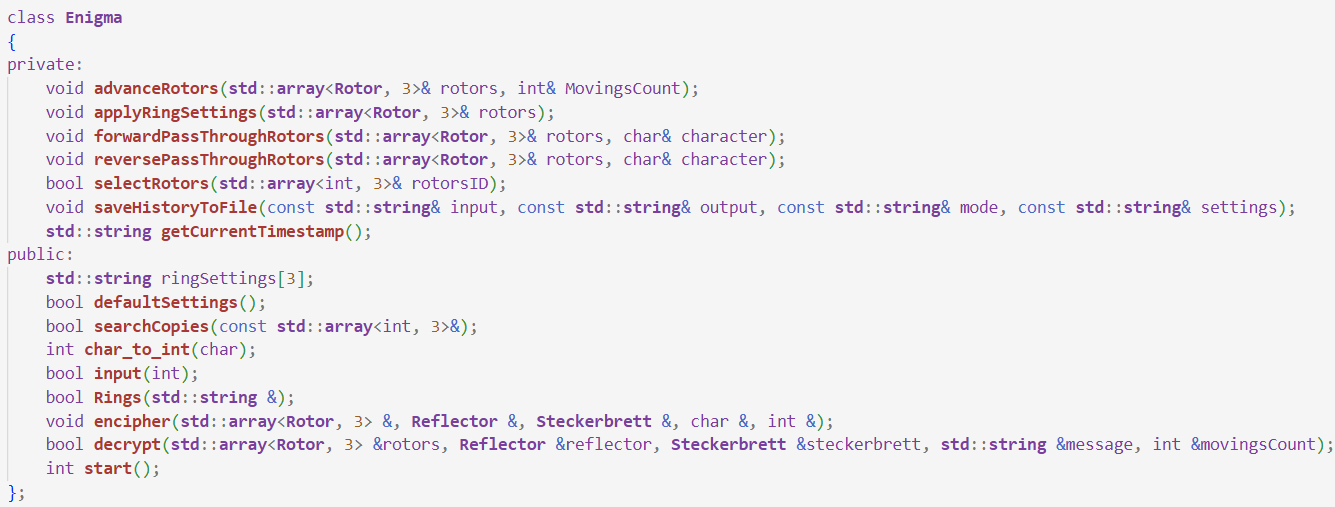 class Enigma
{
private:
    void advanceRotors(std::array<Rotor, 3>& rotors, int& MovingsCount);
    void applyRingSettings(std::array<Rotor, 3>& rotors);
    void forwardPassThroughRotors(std::array<Rotor, 3>& rotors, char& character);
    void reversePassThroughRotors(std::array<Rotor, 3>& rotors, char& character);
    bool selectRotors(std::array<int, 3>& rotorsID);
    void saveHistoryToFile(const std::string& input, const std::string& output, const std::string& mode, const std::string& settings);
    std::string getCurrentTimestamp();
public:
    std::string ringSettings[3];
    bool defaultSettings();
    bool searchCopies(const std::array<int, 3>&);
    int char_to_int(char);
    bool input(int);
    bool Rings(std::string &);
    void encipher(std::array<Rotor, 3> &, Reflector &, Steckerbrett &, char &, int &);
    bool decrypt(std::array<Rotor, 3> &rotors, Reflector &reflector, Steckerbrett &steckerbrett, std::string &message, int &movingsCount);
    int start();
};